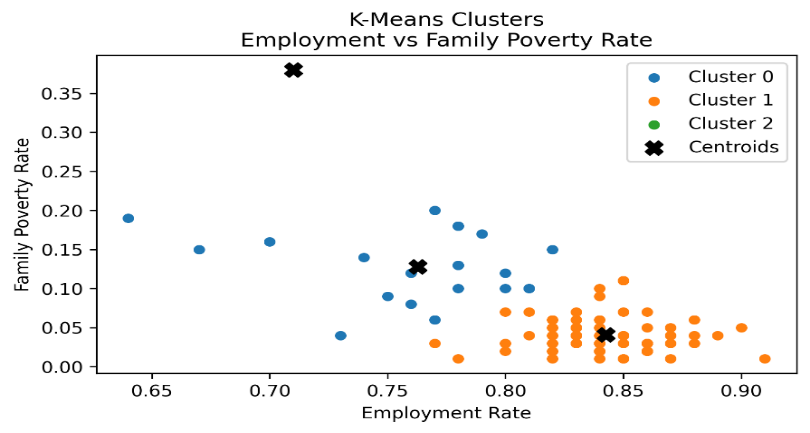 K-Means Clusters
Employment vs Family Poverty Rate
Cluster 0
Cluster 1
Cluster 2
Centroids
Family Poverty Rate
0.35
0.30
0.25
0.20
0.15
0.10
0.05
0.00
0.65 0.70 0.75 0.80 0.85 0.90
Employment Rate